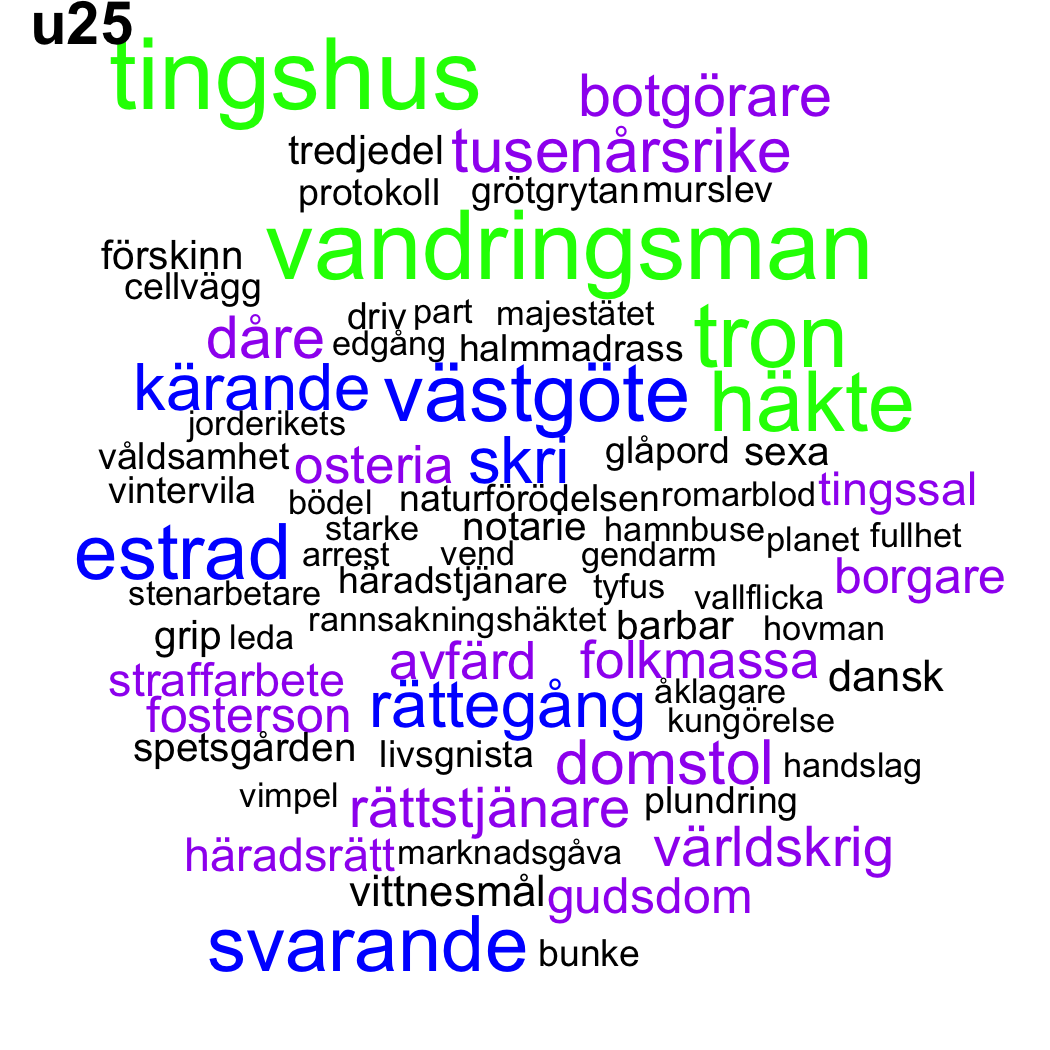 u25
tingshus
botgörare
tredjedel tusenårsrike
protokoll grötgrytan murslev
förskinn vandringsman
cellvägg
driv part majestätet
dåre edgång halmmadrass tron
kärande västgöte häkte
jorderikets
våldsamhet osteria skri glåpord sexa
vintervila bödel naturförödelsen romarblod tingssal
starke notarie hamnbuse planet fullhet
estrad arrest vend gendarm
stenarbetare häradstjänare tyfus vallflicka borgare
grip leda rannsakningshäktet barbar hovman
straffarbete avfärd folkmassa dansk
fosterson rättegång åklagare
kungörelse
spetsgården livsgnista domstol handslag
vimpel rättstjänare plundring
häradsrätt marknadsgåva världskrig
vittnesmål gudsdom
svarande bunke